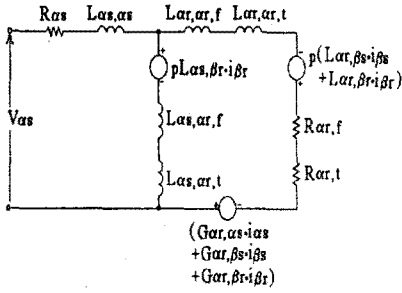 Rαs Lαs,αs Lαr,αr,f Lαr,αr,t
+ -
pLαs,βr·iβr p(Lαr,βs·iβs
- +Lαr,βr·iβr)
+
Vαs Lαs,αr,f Rαr,f
Lαs,αr,t Rαr,t
+ -
(Gαr,αs·iαs
+Gαr,βs·iβs
+Gαr,βr·iβr)